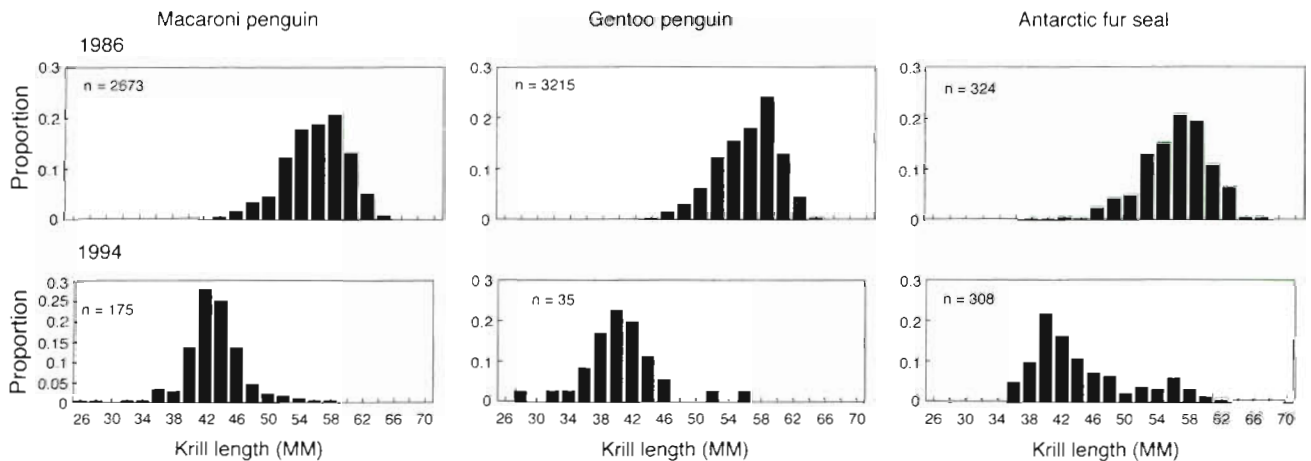 Macaroni penguin Gentoo penguin Antarctic fur seal
1986
0.3 0.3 0.3
n = 2673 n = 3215 n = 324
0.2 0.2 0.2
0.1 0.1 0.1
0 0 0
Proportion
1994
0.3 0.3 0.3
0.25
n = 175 n = 35 n = 308
0.2 0.2 0.2
0.15
0.1 0.1 0.1
0.05
0 0 0
Proportion
26 30 34 38 42 46 50 54 58 62 66 70 26 30 34 38 42 46 50 54 58 62 66 70 26 30 34 38 42 46 50 54 58 62 66 70
Krill length (MM) Krill length (MM) Krill length (MM)